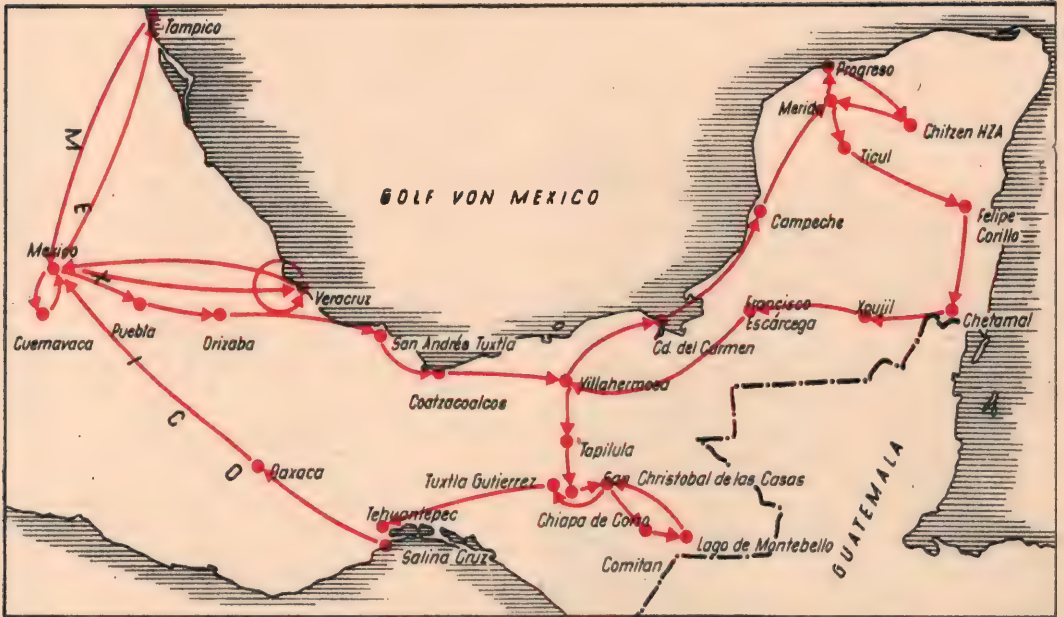 Tampico
MEXICO
GOLF VON MEXICO
Progreso
Merida
Chitzen HZA
Ticul
Felipe
Corillo
Campeche
Mexico
Veracruz
Puebla
Orizaba
Cuernavaca
San Andrés Tuxtla
Coatzacoalcos
Cd. del Carmen
Francisco
Escárcega
Xpujil
Chetamal
Villahermosa
Tapilula
Oaxaca
Tuxtla Gutierrez
San Christobal de las Casas
Chiapa de Corzo
Tehuantepec
Salina Cruz
Comitan
Lago de Montebello
GUATEMALA